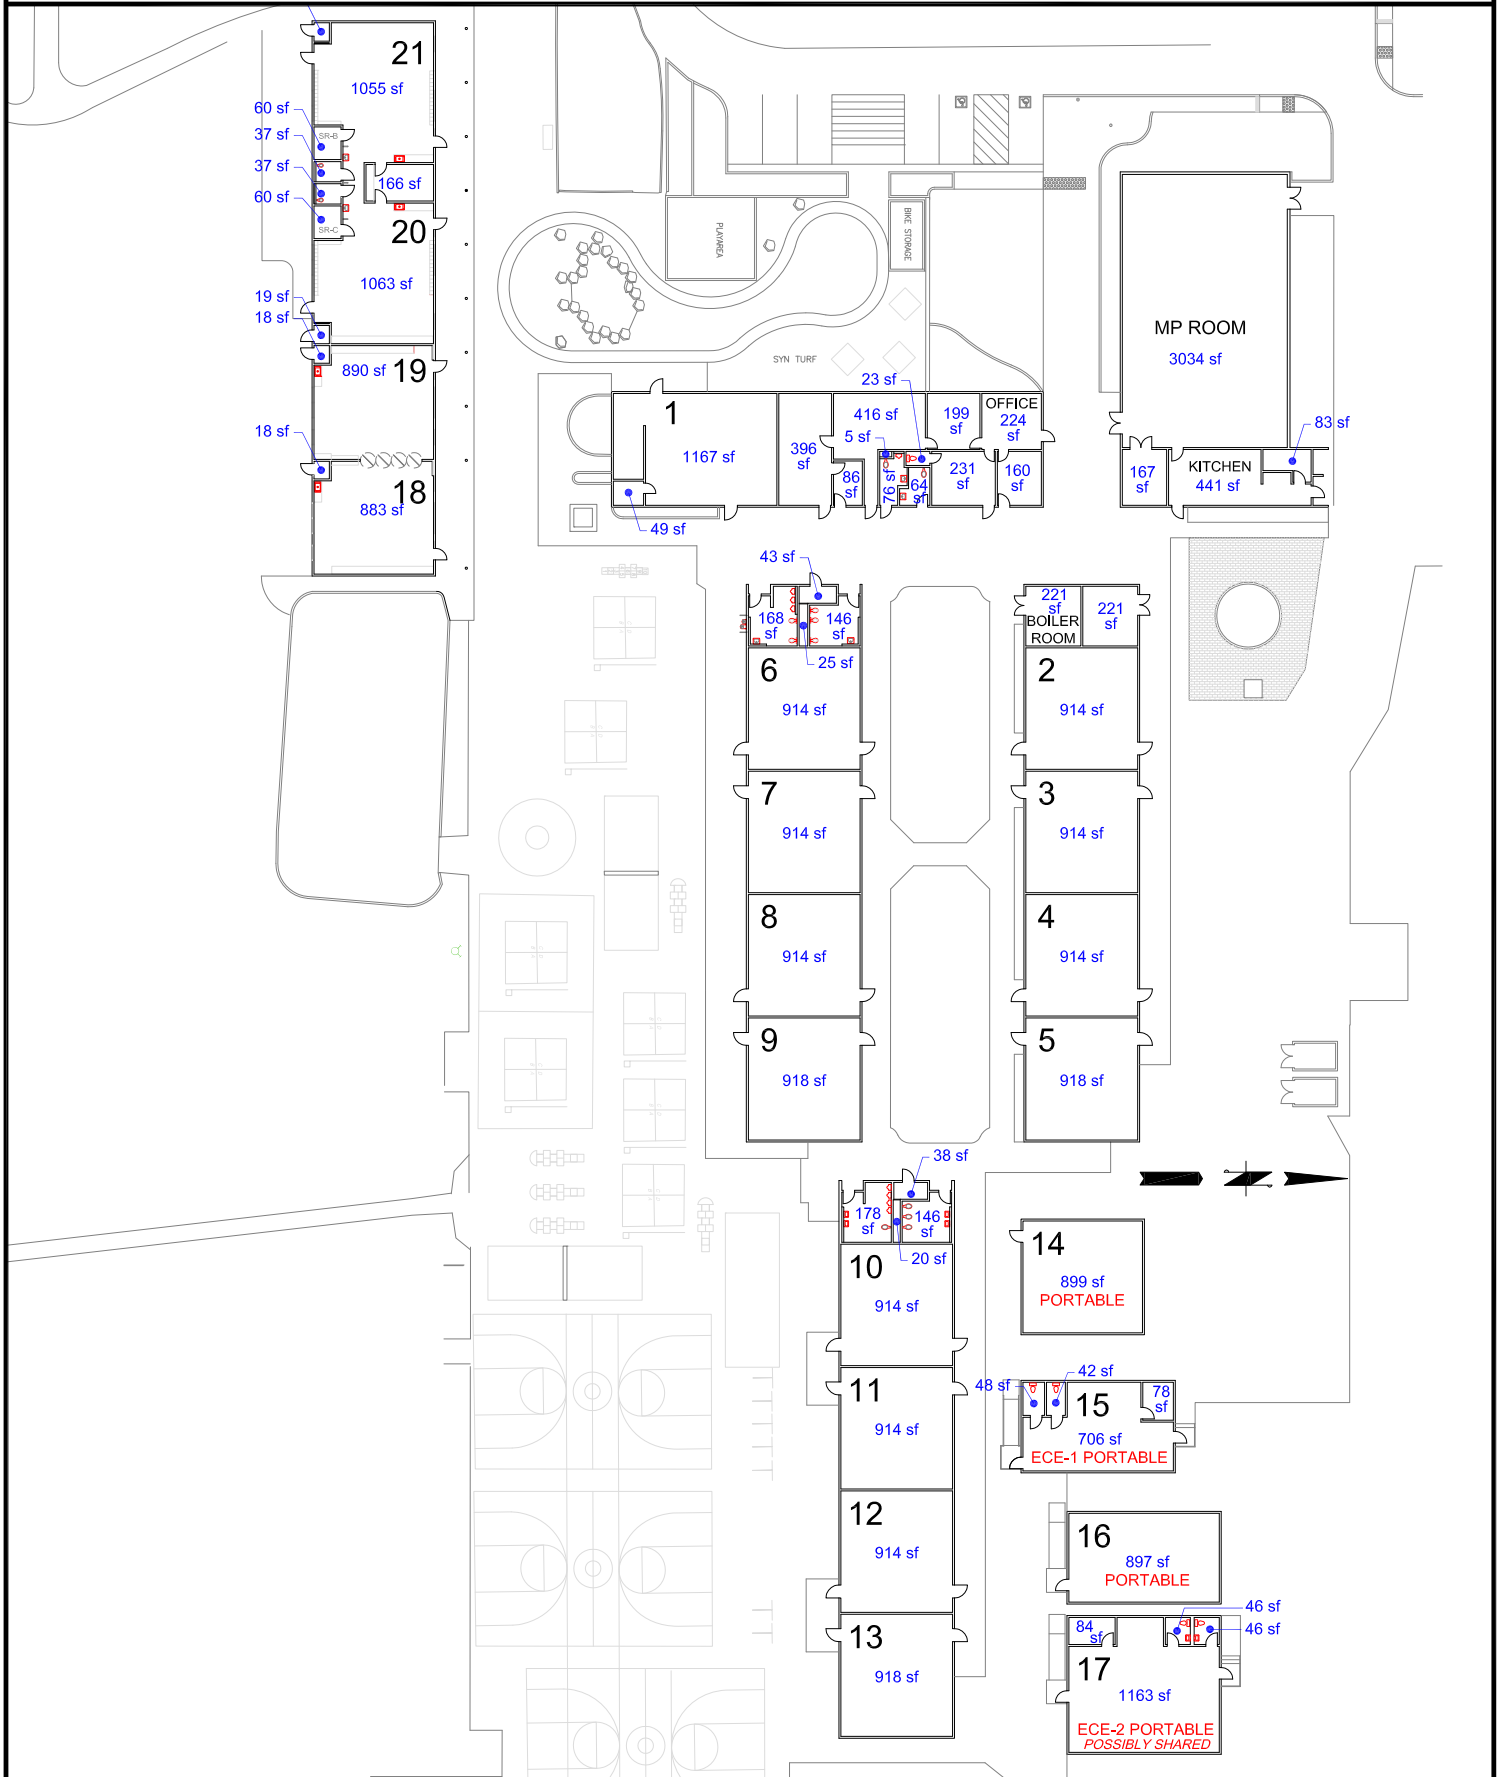 21
1055 sf
60 sf
SR-B
37 sf
37 sf
166 sf
60 sf
SR-C
20
1063 sf
19 sf
18 sf
890 sf
19
18 sf
18
883 sf
PLAYAREA
BIKE STORAGE
SYN TURF
MP ROOM
3034 sf
23 sf
1
1167 sf
49 sf
396
sf
416 sf
5 sf
86
sf
76 sf
64
sf
199
sf
OFFICE
224
sf
231
sf
160
sf
83 sf
167
sf
KITCHEN
441 sf
43 sf
168
sf
146
sf
25 sf
221
sf
BOILER
ROOM
221
sf
6
914 sf
2
914 sf
7
914 sf
3
914 sf
8
914 sf
4
914 sf
9
918 sf
5
918 sf
38 sf
178
sf
146
sf
20 sf
10
914 sf
14
899 sf
PORTABLE
11
914 sf
48 sf
42 sf
15
78
sf
706 sf
ECE-1 PORTABLE
12
914 sf
16
897 sf
PORTABLE
13
918 sf
46 sf
46 sf
84
sf
17
1163 sf
ECE-2 PORTABLE
POSSIBLY SHARED